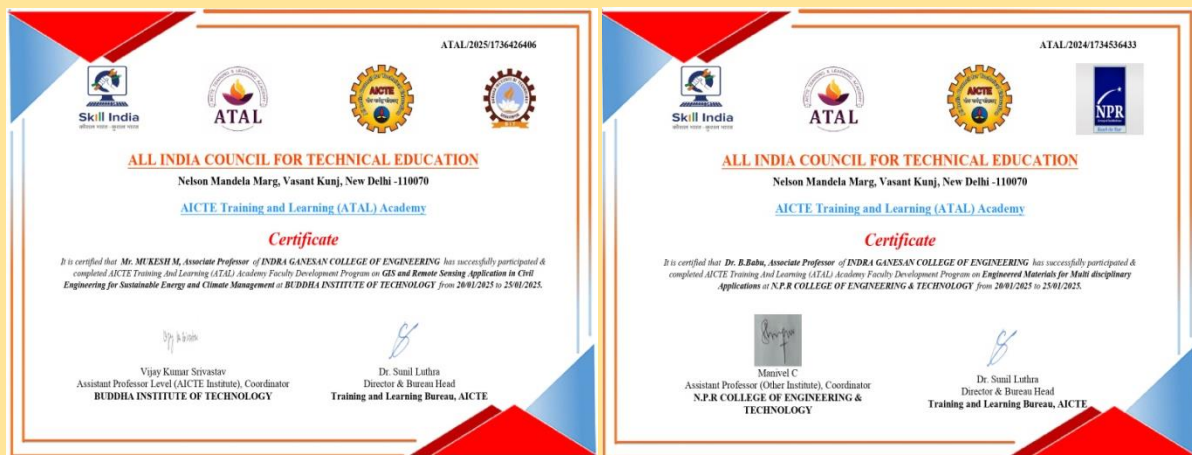 ATAL/2025/1736426406
Skill India
कौशल भारत - कुशल भारत
ATAL
AICTE
ALL INDIA COUNCIL FOR TECHNICAL EDUCATION
Nelson Mandela Marg, Vasant Kunj, New Delhi -110070
AICTE Training and Learning (ATAL) Academy
Certificate
It is certified that Mr. MUKESH M, Associate Professor of INDRA GANESAN COLLEGE OF ENGINEERING has successfully participated &
completed AICTE Training And Learning (ATAL) Academy Faculty Development Program on GIS and Remote Sensing Application in Civil
Engineering for Sustainable Energy and Climate Management at BUDDHA INSTITUTE OF TECHNOLOGY from 20/01/2025 to 25/01/2025.
Vijay Kumar Srivastav
Assistant Professor Level (AICTE Institute), Coordinator
BUDDHA INSTITUTE OF TECHNOLOGY
Dr. Sunil Luthra
Director & Bureau Head
Training and Learning Bureau, AICTE
ATAL/2024/1734536433
Skill India
कौशल भारत - कुशल भारत
ATAL
AICTE
NPR
ALL INDIA COUNCIL FOR TECHNICAL EDUCATION
Nelson Mandela Marg, Vasant Kunj, New Delhi -110070
AICTE Training and Learning (ATAL) Academy
Certificate
It is certified that Dr. B.Babu, Associate Professor of INDRA GANESAN COLLEGE OF ENGINEERING has successfully participated &
completed AICTE Training And Learning (ATAL) Academy Faculty Development Program on Engineered Materials for Multi disciplinary
Applications at N.P.R COLLEGE OF ENGINEERING & TECHNOLOGY from 20/01/2025 to 25/01/2025.
Manivel C
Assistant Professor (Other Institute), Coordinator
N.P.R COLLEGE OF ENGINEERING &
TECHNOLOGY
Dr. Sunil Luthra
Director & Bureau Head
Training and Learning Bureau, AICTE